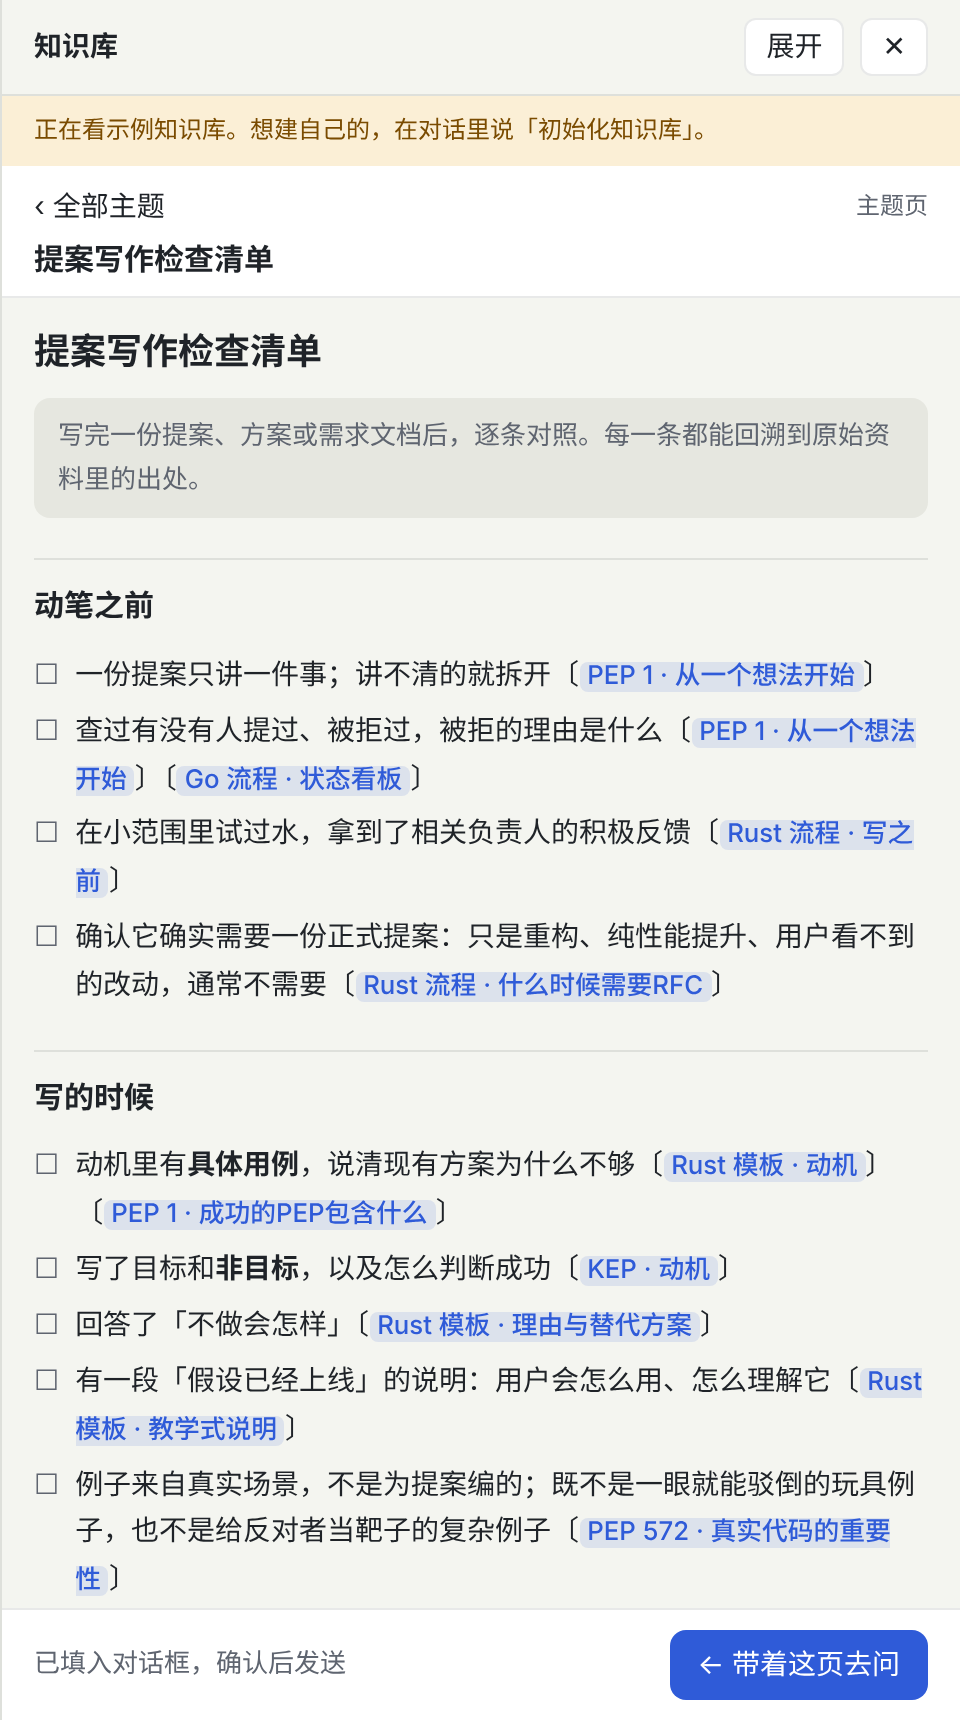 知识库
展开
✕
正在看示例知识库。想建自己的，在对话里说「初始化知识库」。
‹ 全部主题
主题页
提案写作检查清单
提案写作检查清单
写完一份提案、方案或需求文档后，逐条对照。每一条都能回溯到原始资
料里的出处。
动笔之前
☐ 一份提案只讲一件事；讲不清的就拆开〔PEP 1 · 从一个想法开始〕
☐ 查过有没有人提过、被拒过，被拒的理由是什么〔PEP 1 · 从一个想法
开始〕〔Go 流程 · 状态看板〕
☐ 在小范围里试过水，拿到了相关负责人的积极反馈〔Rust 流程 · 写之
前〕
☐ 确认它确实需要一份正式提案：只是重构、纯性能提升、用户看不到
的改动，通常不需要〔Rust 流程 · 什么时候需要RFC〕
写的时候
☐ 动机里有具体用例，说清现有方案为什么不够〔Rust 模板 · 动机〕
〔PEP 1 · 成功的PEP包含什么〕
☐ 写了目标和非目标，以及怎么判断成功〔KEP · 动机〕
☐ 回答了「不做会怎样」〔Rust 模板 · 理由与替代方案〕
☐ 有一段「假设已经上线」的说明：用户会怎么用、怎么理解它〔Rust
模板 · 教学式说明〕
☐ 例子来自真实场景，不是为提案编的；既不是一眼就能驳倒的玩具例
子，也不是给反对者当靶子的复杂例子〔PEP 572 · 真实代码的重要
性〕
已填入对话框，确认后发送
← 带着这页去问